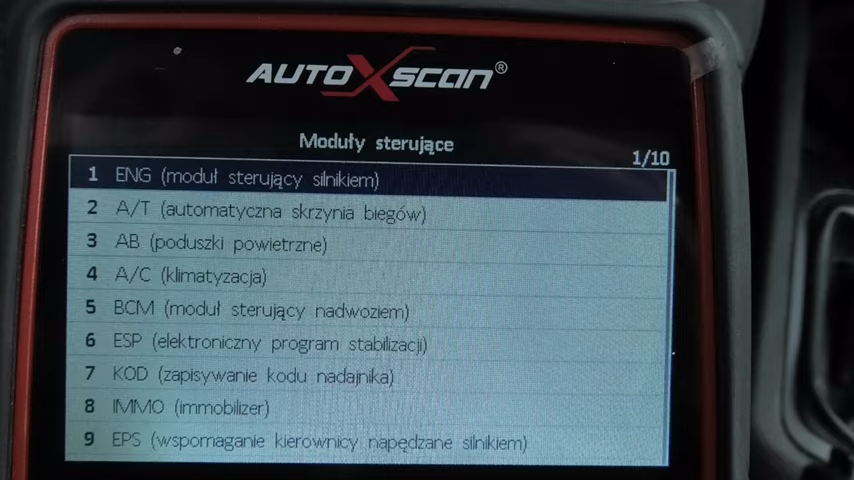 AUTOXSCAN®
Moduły sterujące
1/10
1 ENG (moduł sterujący silnikiem)
2 A/T (automatyczna skrzynia biegów)
3 AB (poduszki powietrzne)
4 A/C (klimatyzacja)
5 BCM (moduł sterujący nadwoziem)
6 ESP (elektroniczny program stabilizacji)
7 KOD (zapisywanie kodu nadajnika)
8 IMMO (immobilizer)
9 EPS (wspomaganie kierownicy napędzane silnikiem)